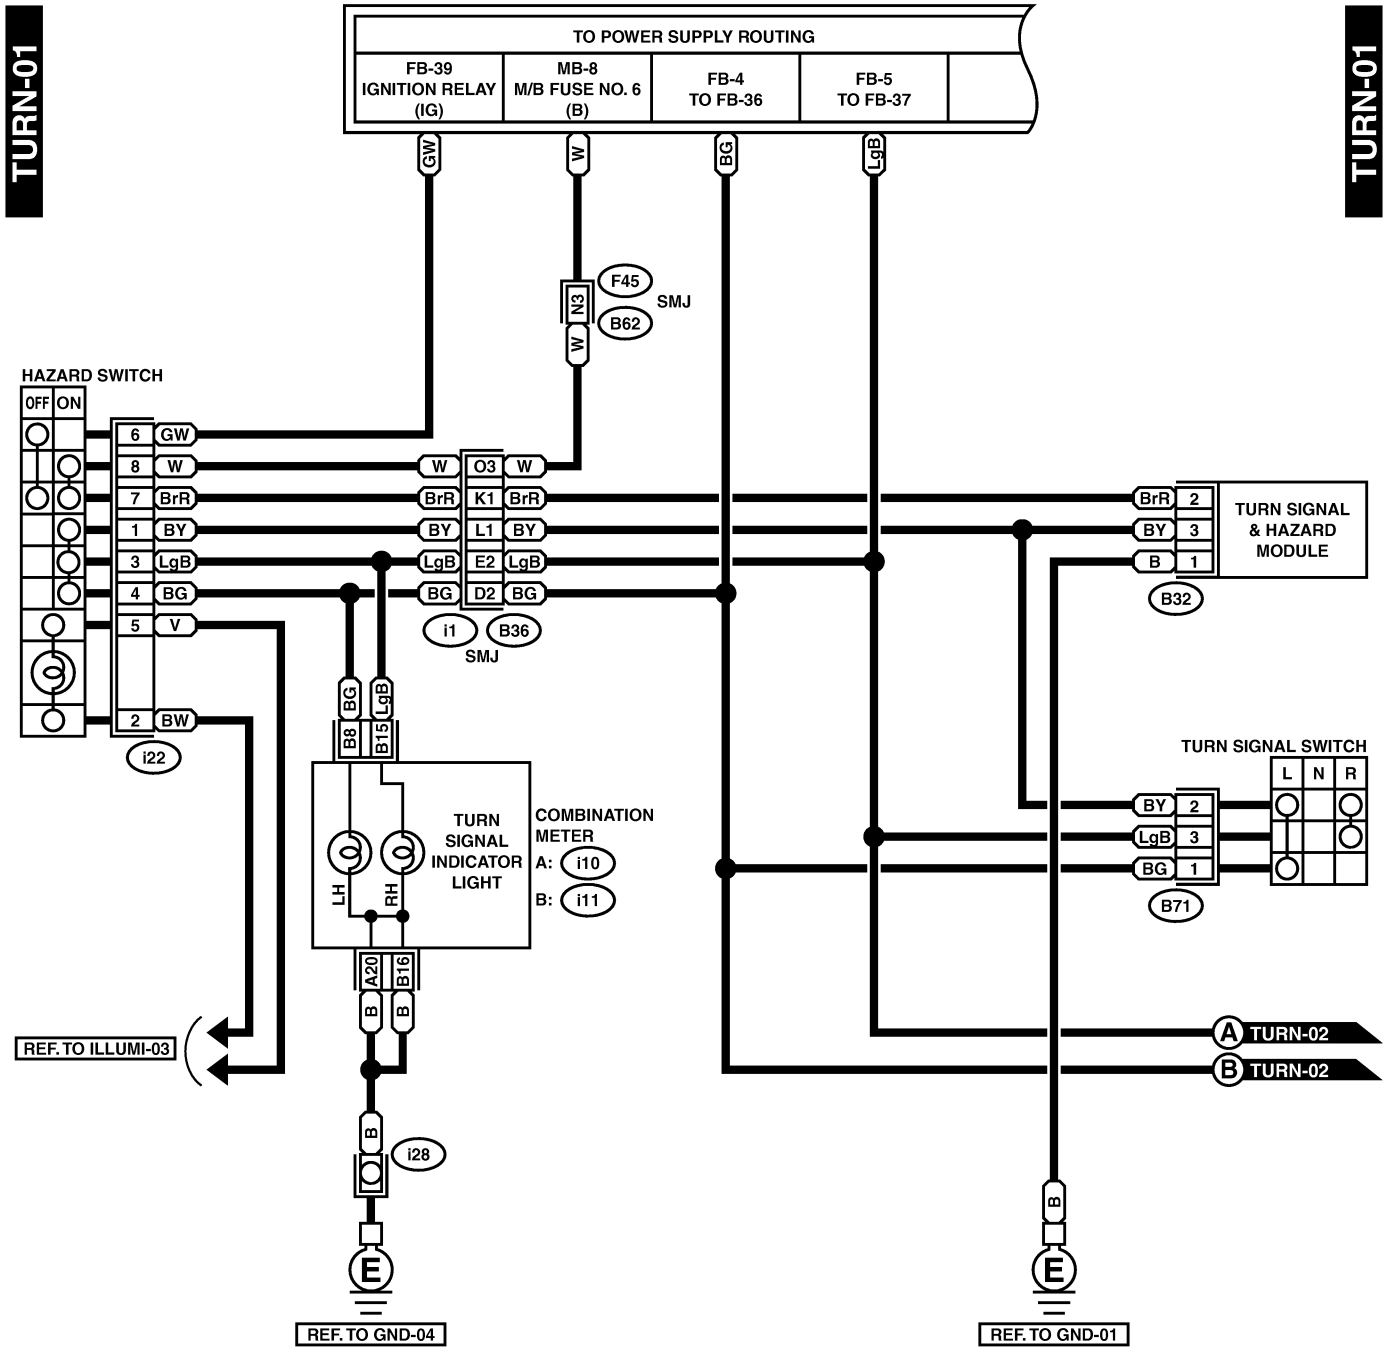 TURN-01
TURN-01
TO POWER SUPPLY ROUTING
FB-39
IGNITION RELAY
(IG)
MB-8
M/B FUSE NO. 6
(B)
FB-4
TO FB-36
FB-5
TO FB-37
GW
W
BG
LgB
N3
F45
B62
SMJ
W
HAZARD SWITCH
OFF ON
6 GW
8 W W O3 W
7 BrR BrR K1 BrR BrR 2
1 BY BY L1 BY BY 3
3 LgB LgB E2 LgB B 1
4 BG BG D2 BG
TURN SIGNAL
& HAZARD
MODULE
B32
5 V
i1 B36
SMJ
2 BW
i22
BG LgB
B8 B15
TURN
SIGNAL
INDICATOR
LIGHT
LH RH
COMBINATION
METER
A: i10
B: i11
TURN SIGNAL SWITCH
L N R
BY 2
LgB 3
BG 1
B71
A20 B16
B B
REF. TO ILLUMI-03
A TURN-02
B TURN-02
B
i28
B
E
E
REF. TO GND-04
REF. TO GND-01